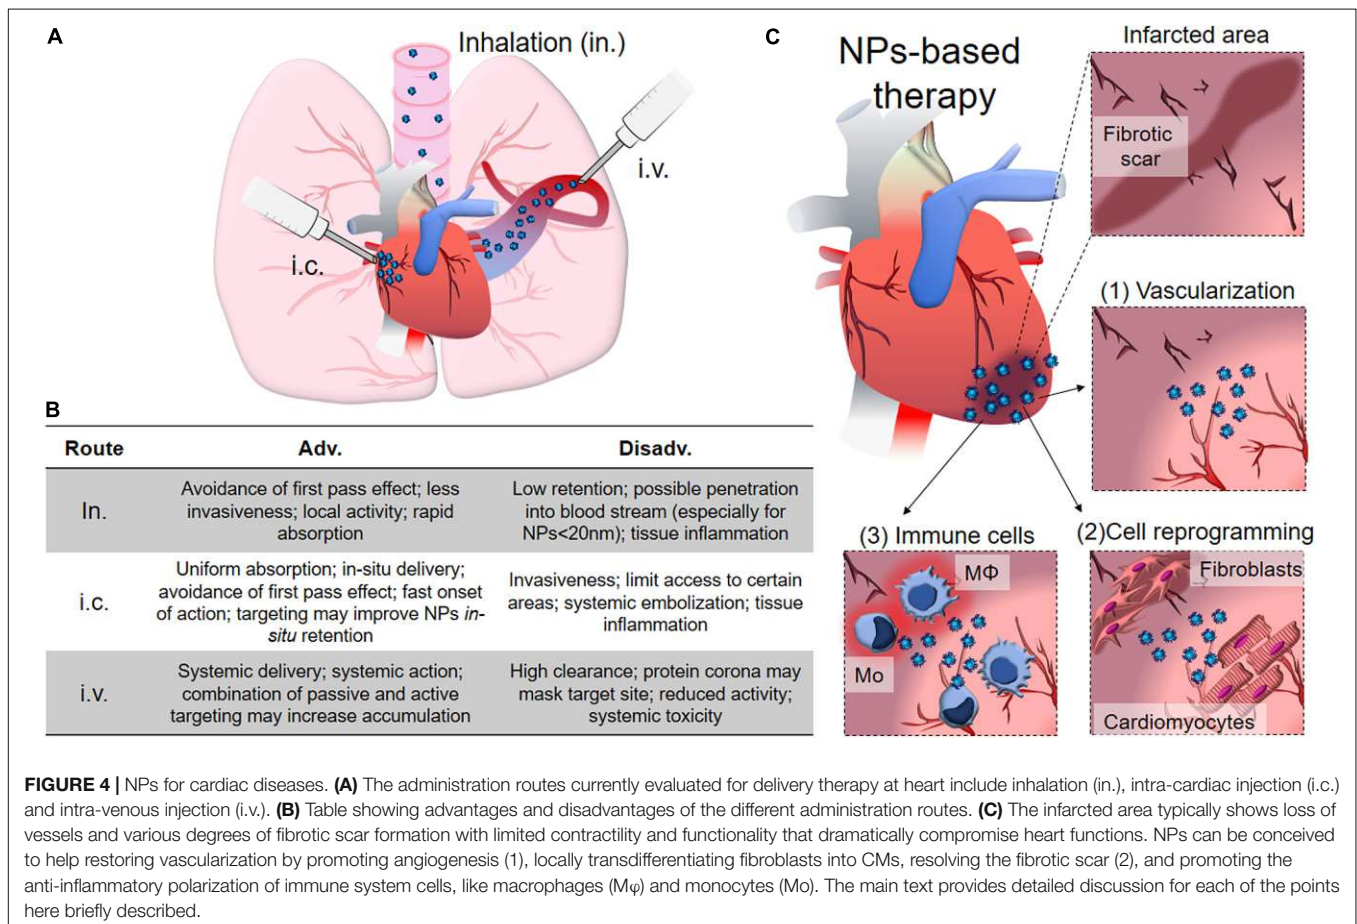 A
Inhalation (in.)
i.v.
i.c.
B
Route Adv. Disadv.
In.
Avoidance of first pass effect; less
invasiveness; local activity; rapid
absorption
Low retention; possible penetration
into blood stream (especially for
NPs<20nm); tissue inflammation
i.c.
Uniform absorption; in-situ delivery;
avoidance of first pass effect; fast onset
of action; targeting may improve NPs in-
situ retention
Invasiveness; limit access to certain
areas; systemic embolization; tissue
inflammation
i.v.
Systemic delivery; systemic action;
combination of passive and active
targeting may increase accumulation
High clearance; protein corona may
mask target site; reduced activity;
systemic toxicity
C
NPs-based
therapy
Infarcted area
Fibrotic
scar
(1) Vascularization
(3) Immune cells
MΦ
Mo
(2)Cell reprogramming
Fibroblasts
Cardiomyocytes
FIGURE 4 | NPs for cardiac diseases. (A) The administration routes currently evaluated for delivery therapy at heart include inhalation (in.), intra-cardiac injection (i.c.)
and intra-venous injection (i.v.). (B) Table showing advantages and disadvantages of the different administration routes. (C) The infarcted area typically shows loss of
vessels and various degrees of fibrotic scar formation with limited contractility and functionality that dramatically compromise heart functions. NPs can be conceived
to help restoring vascularization by promoting angiogenesis (1), locally transdifferentiating fibroblasts into CMs, resolving the fibrotic scar (2), and promoting the
anti-inflammatory polarization of immune system cells, like macrophages (Mφ) and monocytes (Mo). The main text provides detailed discussion for each of the points
here briefly described.